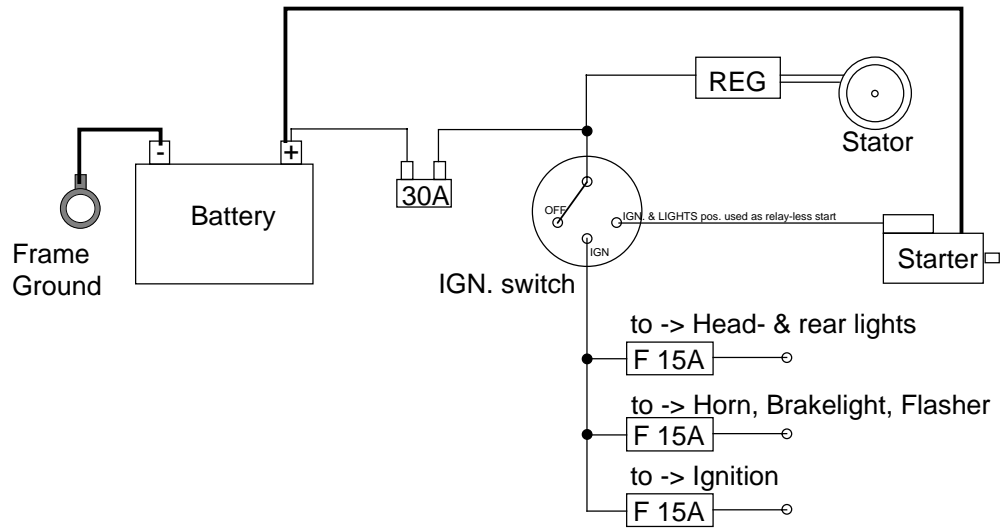 REG
Stator
-
+
30A
Battery
OFF
IGN. & LIGHTS pos. used as relay-less start
IGN
Starter
Frame
Ground
IGN. switch
to -> Head- & rear lights
F 15A
to -> Horn, Brakelight, Flasher
F 15A
to -> Ignition
F 15A